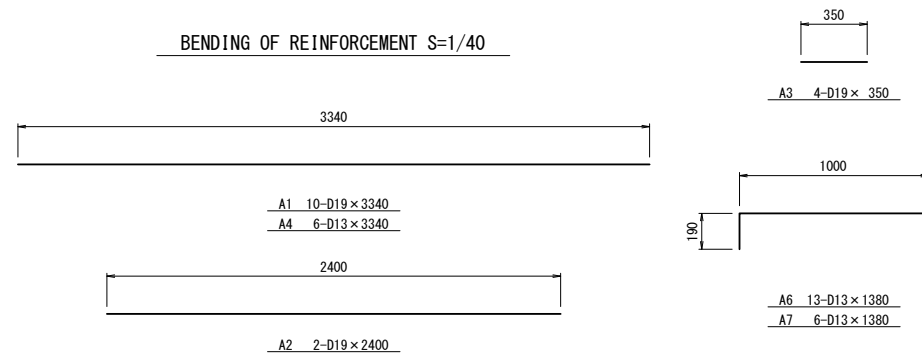 BENDING OF REINFORCEMENT S=1/40
350
A3 4-D19× 350
3340
A1 10-D19×3340
A4 6-D13×3340
1000
190
2400
A6 13-D13×1380
A7 6-D13×1380
A2 2-D19×2400